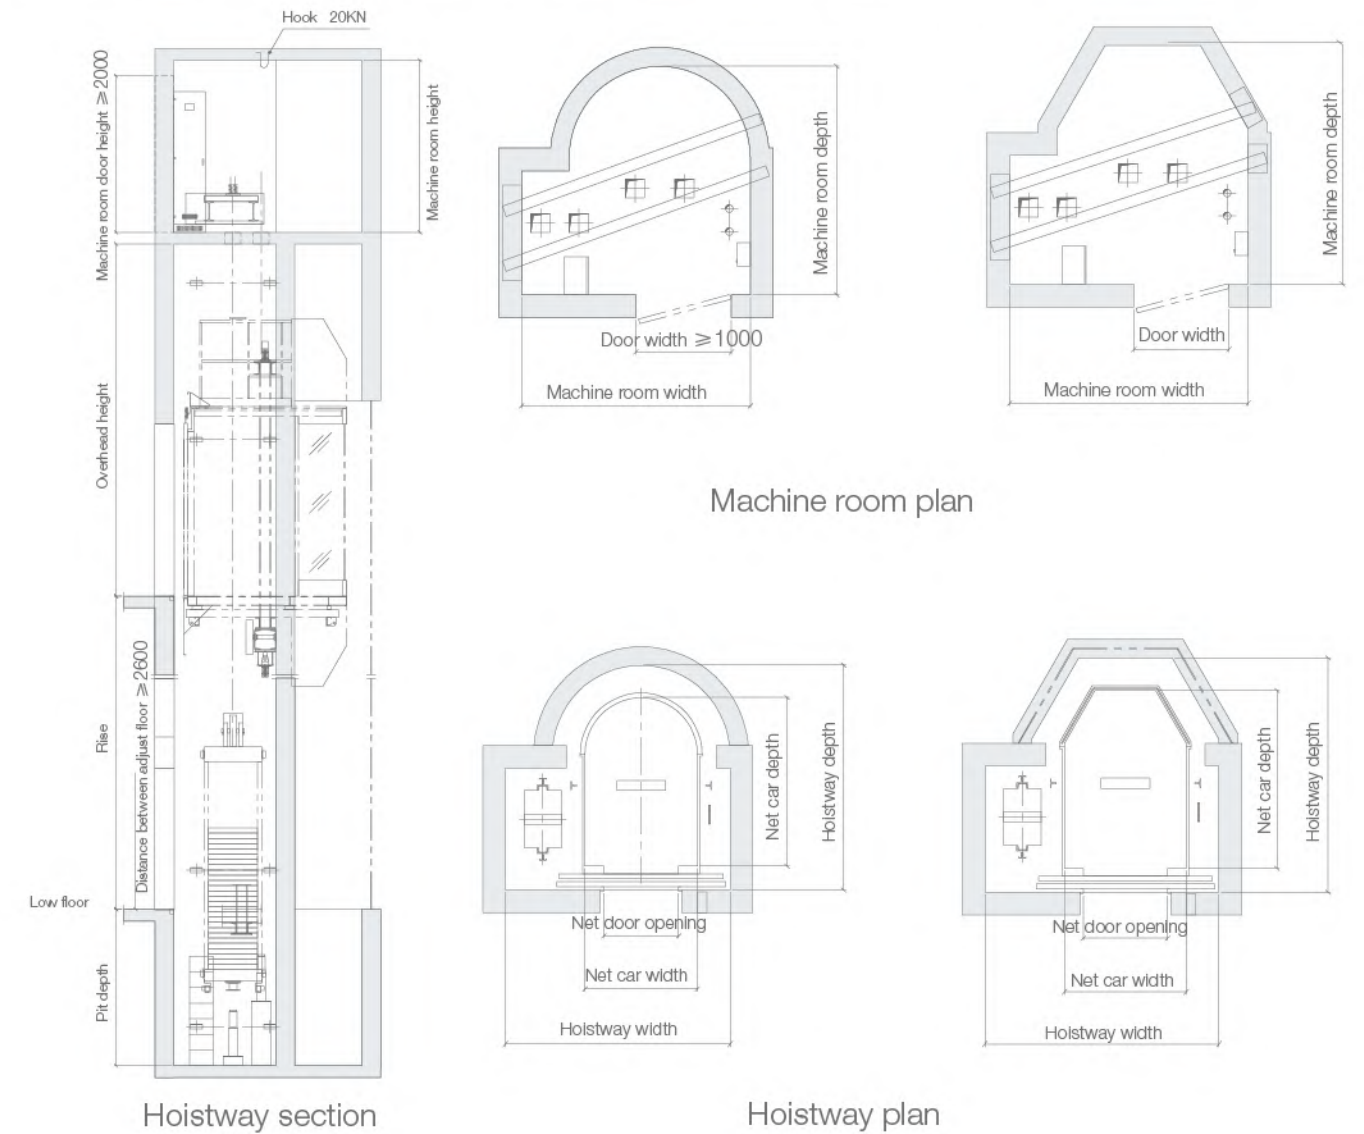 Hook 20KN
Machine room door height ≥2000
Machine room height
Overhead height
Rise
Distance between adjust floor ≥2600
Low floor
Pit depth
Hoistway section
Machine room depth
Door width ≥1000
Machine room width
Machine room depth
Door width
Machine room width
Machine room plan
Net car depth
Hoistway depth
Net door opening
Net car width
Hoistway width
Net car depth
Hoistway depth
Net door opening
Net car width
Hoistway width
Hoistway plan